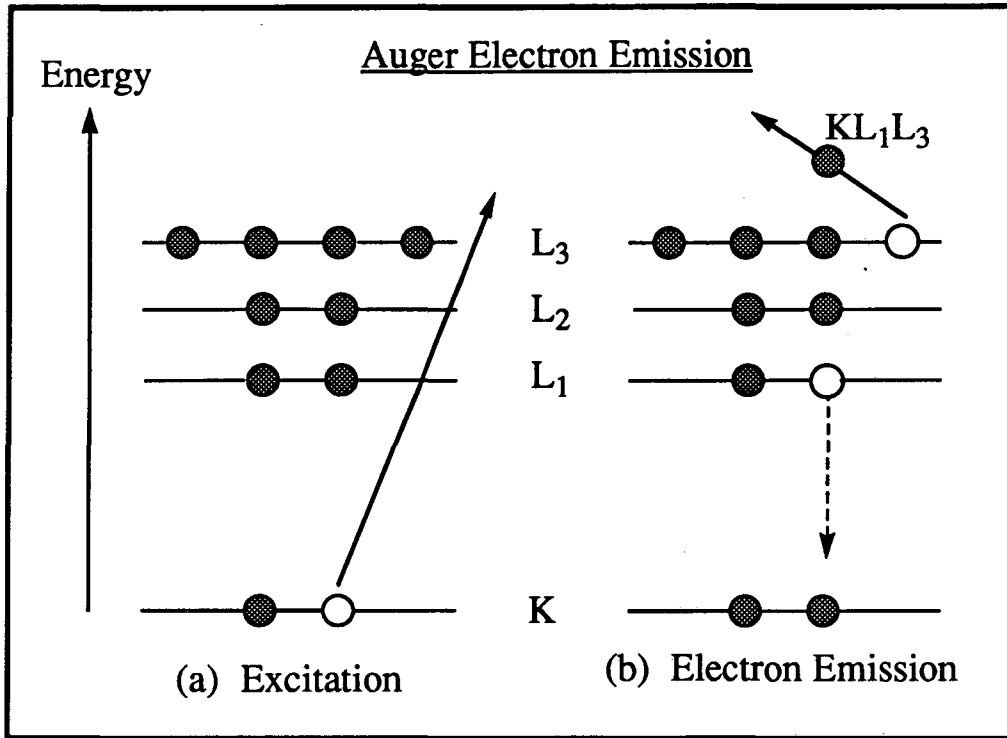 Auger Electron Emission
Energy
KL₁L₃
L₃
L₂
L₁
K
(a) Excitation
(b) Electron Emission